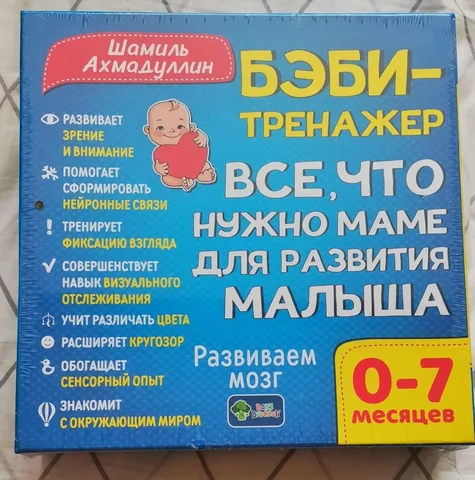 Шамиль
Ахмадуллин
БЭБИ-
ТРЕНАЖЕР
ВСЕ, ЧТО
НУЖНО МАМЕ
ДЛЯ РАЗВИТИЯ
МАЛЫША
РАЗВИВАЕТ
ЗРЕНИЕ
И ВНИМАНИЕ
ПОМОГАЕТ
СФОРМИРОВАТЬ
НЕЙРОННЫЕ СВЯЗИ
ТРЕНИРУЕТ
ФИКСАЦИЮ ВЗГЛЯДА
СОВЕРШЕНСТВУЕТ
НАВЫК ВИЗУАЛЬНОГО
ОТСЛЕЖИВАНИЯ
УЧИТ РАЗЛИЧАТЬ ЦВЕТА
РАСШИРЯЕТ КРУГОЗОР
ОБОГАЩАЕТ
СЕНСОРНЫЙ ОПЫТ
ЗНАКОМИТ
С ОКРУЖАЮЩИМ МИРОМ
Развиваем
мозг
0-7
месяцев